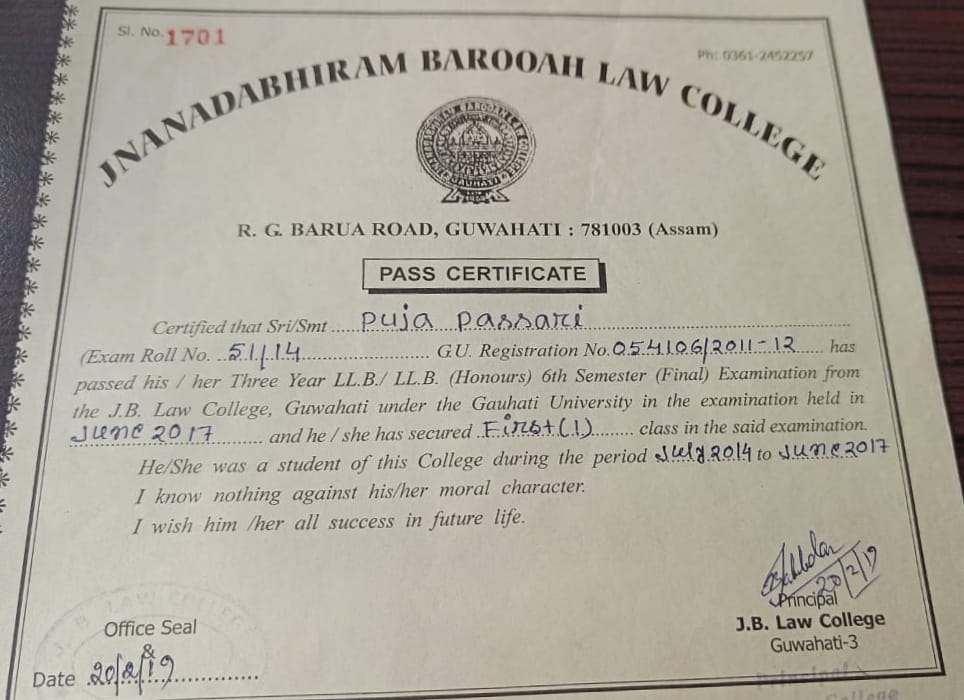 Sl. No. 1701
Ph: 0361-2452257
JNANADABHIRAM BAROOAH LAW COLLEGE
R. G. BARUA ROAD, GUWAHATI : 781003 (Assam)
PASS CERTIFICATE
Certified that Sri/Smt Puja Passari
(Exam Roll No. 51/14 G.U. Registration No. 054106/2011-12 has
passed his / her Three Year LL.B./ LL.B. (Honours) 6th Semester (Final) Examination from
the J.B. Law College, Guwahati under the Gauhati University in the examination held in
June 2017 and he / she has secured First (1) class in the said examination.
He/She was a student of this College during the period July 2014 to June 2017
I know nothing against his/her moral character.
I wish him /her all success in future life.
20/2/19
Principal
J.B. Law College
Guwahati-3
Office Seal
&
Date 20/2/19
Principal
College